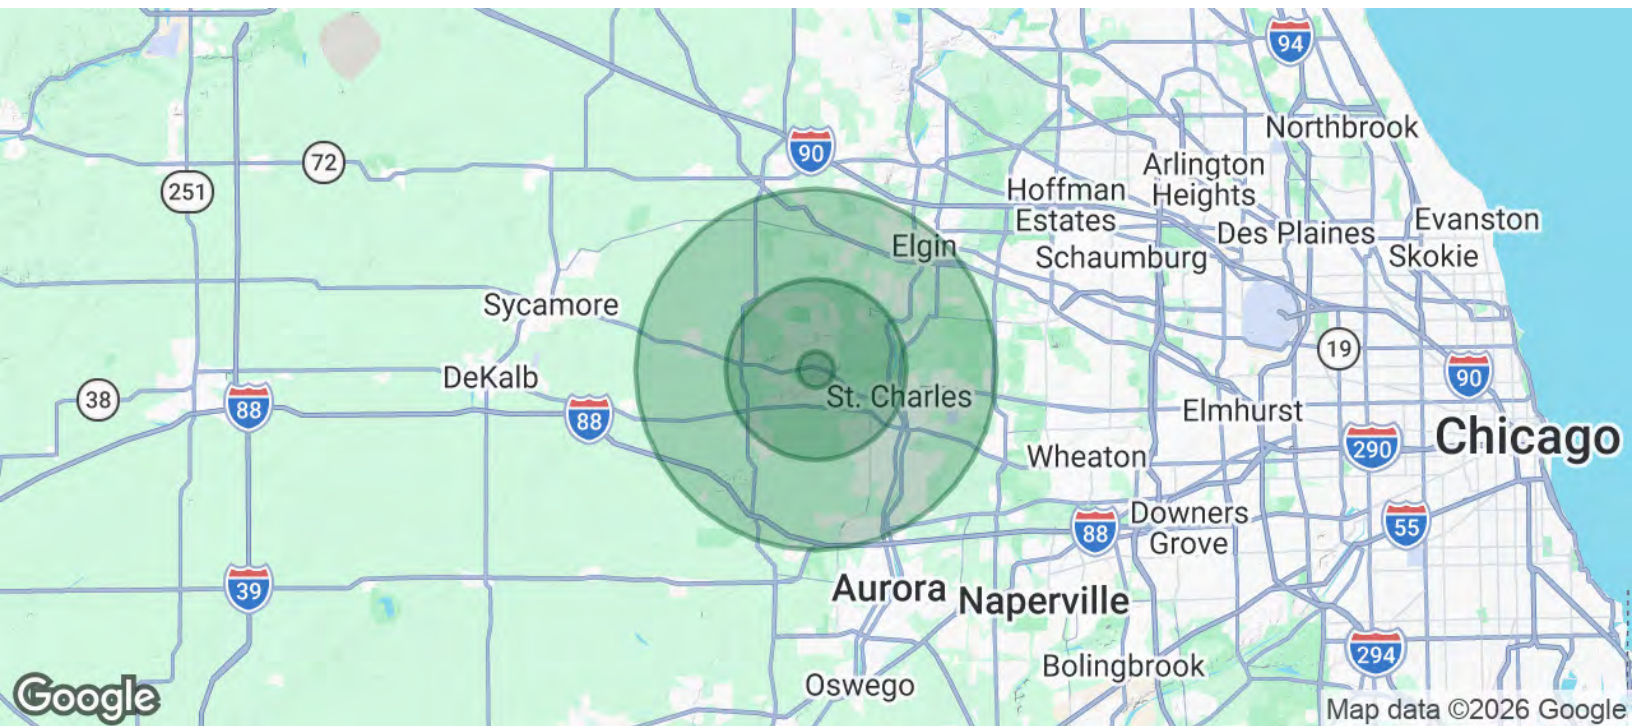 94
Northbrook
90
72
Arlington
Heights
251
Hoffman
Estates
Evanston
Des Plaines
Elgin
Schaumburg
Skokie
Sycamore
19
DeKalb
90
38
88
88
St. Charles
Elmhurst
290
Chicago
Wheaton
88
Downers
Grove
55
39
Aurora
Naperville
294
Bolingbrook
Oswego
Google
Map data ©2026 Google